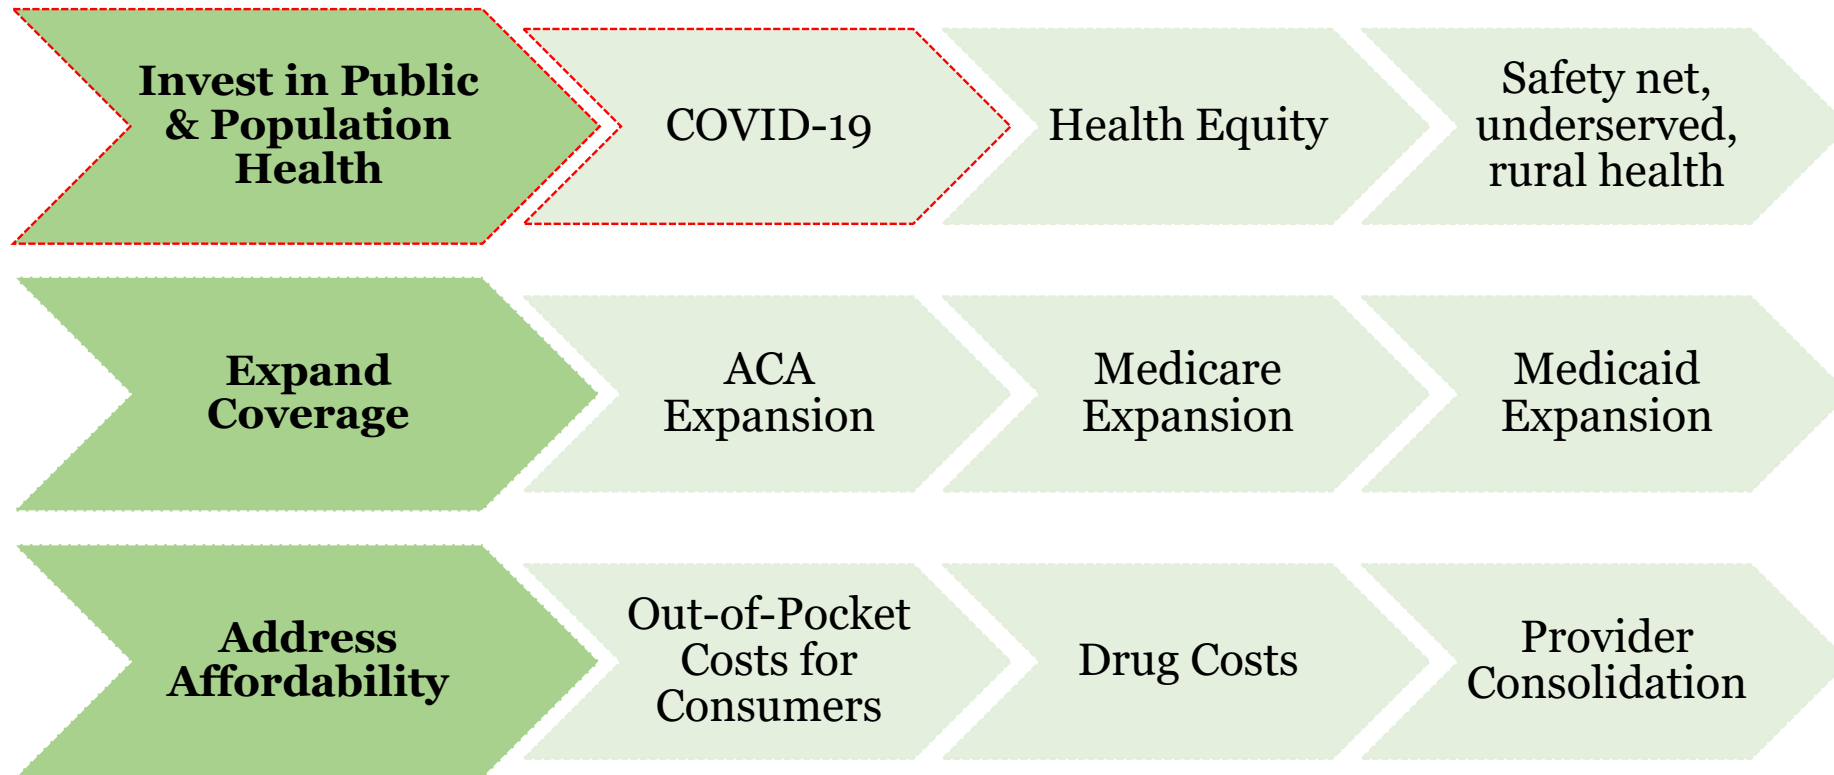 Invest in Public
& Population
Health
COVID-19
Health Equity
Safety net,
underserved,
rural health
Expand
Coverage
ACA
Expansion
Medicare
Expansion
Medicaid
Expansion
Address
Affordability
Out-of-Pocket
Costs for
Consumers
Drug Costs
Provider
Consolidation